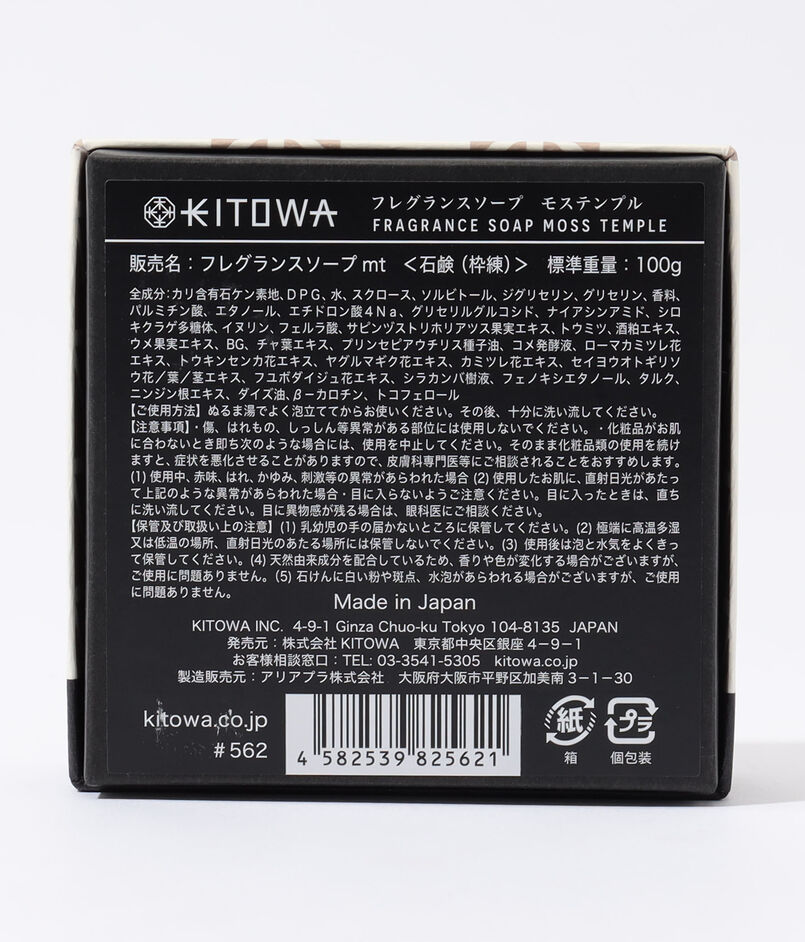 KITOWA フレグランスソープ モステンプル
FRAGRANCE SOAP MOSS TEMPLE
販売名：フレグランスソープmt ＜石鹸（枠練）＞ 標準重量：100g
全成分：カリ含有石ケン素地、DPG、水、スクロース、ソルビトール、ジグリセリン、グリセリン、香料、
パルミチン酸、エタノール、エチドロン酸4Na、グリセリルグルコシド、ナイアシンアミド、シロ
キクラゲ多糖体、イヌリン、フェルラ酸、サピンヅストリホリアツス果実エキス、トウミツ、酒粕エキス、
ウメ果実エキス、BG、チャ葉エキス、プリンセピアウチリス種子油、コメ発酵液、ローマカミツレ花
エキス、トウキンセンカ花エキス、ヤグルマギク花エキス、カミツレ花エキス、セイヨウオトギリソ
ウ花／葉／茎エキス、フユボダイジュ花エキス、シラカンバ樹液、フェノキシエタノール、タルク、
ニンジン根エキス、ダイズ油、β－カロチン、トコフェロール
【ご使用方法】ぬるま湯でよく泡立ててからお使いください。その後、十分に洗い流してください。
【注意事項】・傷、はれもの、しっしん等異常がある部位には使用しないでください。・化粧品がお肌
に合わないとき即ち次のような場合には、使用を中止してください。そのまま化粧品類の使用を続け
ますと、症状を悪化させることがありますので、皮膚科専門医等にご相談されることをおすすめします。
(1) 使用中、赤味、はれ、かゆみ、刺激等の異常があらわれた場合 (2) 使用したお肌に、直射日光があたっ
て上記のような異常があらわれた場合・目に入らないようご注意ください。目に入ったときは、直ち
に洗い流してください。目に異物感が残る場合は、眼科医にご相談ください。
【保管及び取扱い上の注意】(1) 乳幼児の手の届かないところに保管してください。(2) 極端に高温多湿
又は低温の場所、直射日光のあたる場所には保管しないでください。(3) 使用後は泡と水気をよくきっ
て保管してください。(4) 天然由来成分を配合しているため、香りや色が変化する場合がございますが、
ご使用に問題ありません。(5) 石けんに白い粉や斑点、水泡があらわれる場合がございますが、ご使用
に問題ありません。
Made in Japan
KITOWA INC. 4-9-1 Ginza Chuo-ku Tokyo 104-8135 JAPAN
発売元：株式会社KITOWA 東京都中央区銀座4－9－1
お客様相談窓口：TEL: 03-3541-5305 kitowa.co.jp
製造販売元：アリアプラ株式会社 大阪府大阪市平野区加美南3－1－30
kitowa.co.jp
#562
4 582539 825621
紙
箱
プラ
個包装